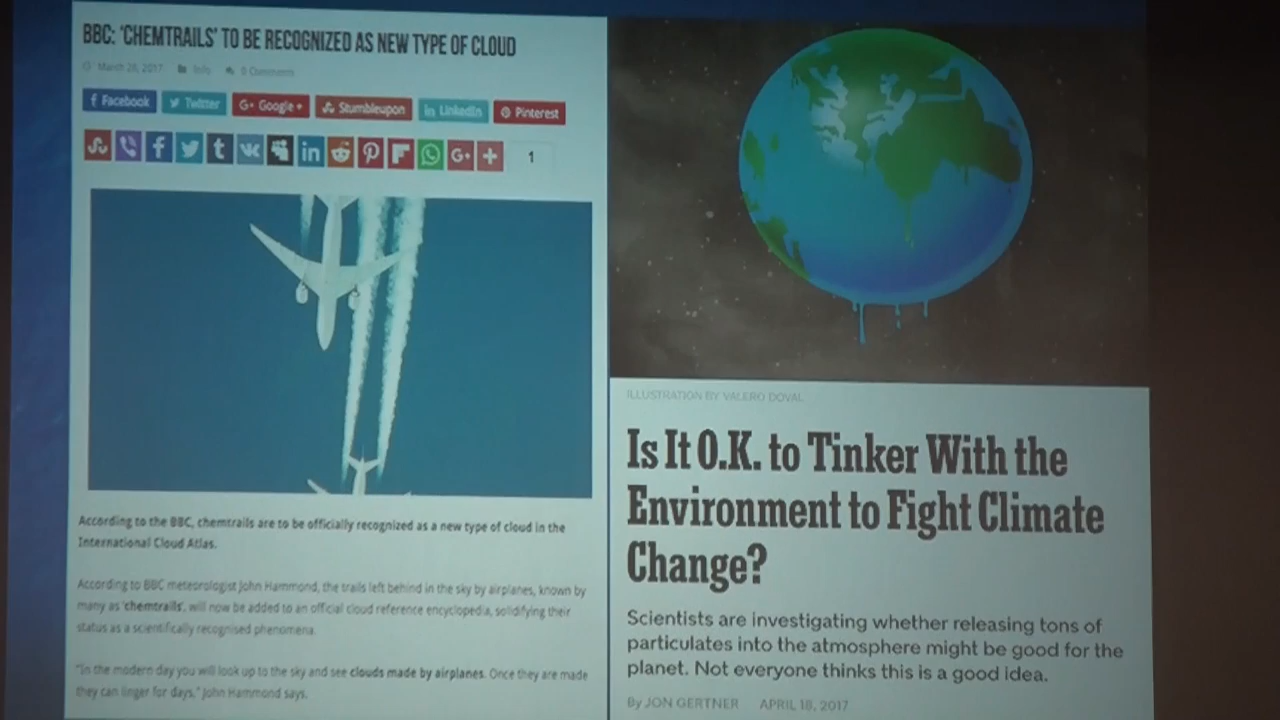 BBC: 'CHEMTRAILS' TO BE RECOGNIZED AS NEW TYPE OF CLOUD
March 28, 2017 Info 0 Comments
f Facebook Twitter G+ Google + Stumbleupon in LinkedIn Pinterest
1
According to the BBC, chemtrails are to be officially recognized as a new type of cloud in the
International Cloud Atlas.
According to BBC meteorologist John Hammond, the trails left behind in the sky by airplanes, known by
many as 'chemtrails', will now be added to an official cloud reference encyclopedia, solidifying their
status as a scientifically recognised phenomena.
"In the modern day you will look up to the sky and see clouds made by airplanes. Once they are made
they can linger for days," John Hammond says.
ILLUSTRATION BY VALERO DOVAL
Is It O.K. to Tinker With the
Environment to Fight Climate
Change?
Scientists are investigating whether releasing tons of
particulates into the atmosphere might be good for the
planet. Not everyone thinks this is a good idea.
By JON GERTNER APRIL 18, 2017